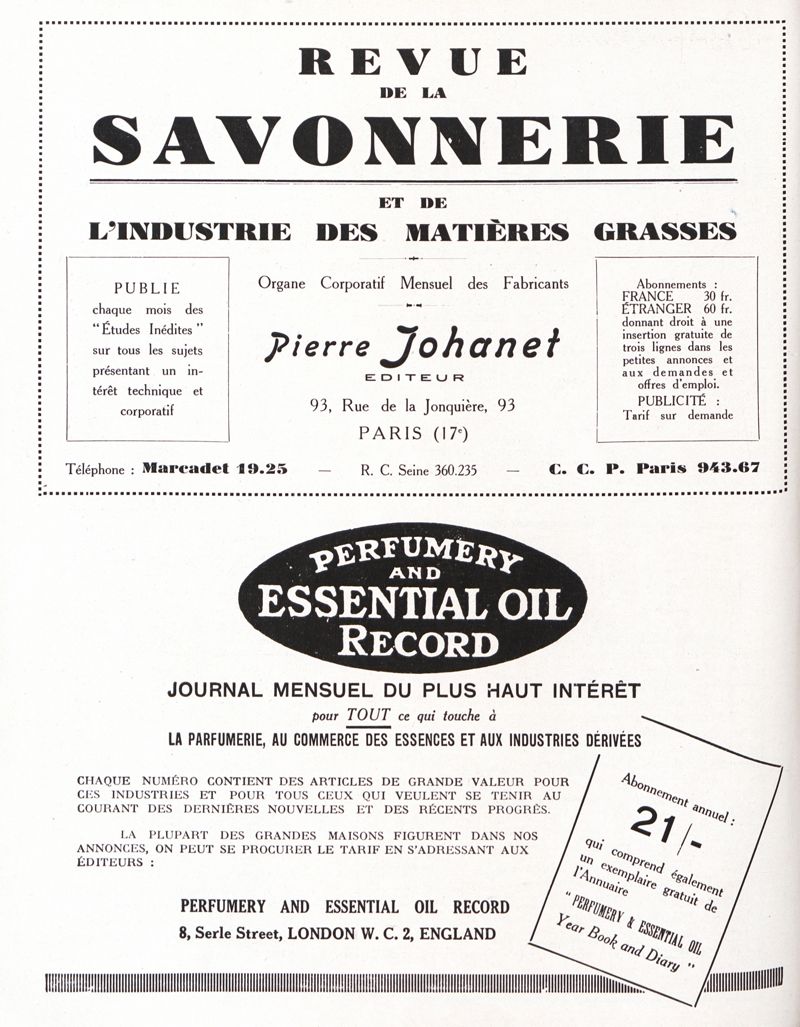 REVUE
DE LA
SAVONNERIE
ET DE
L'INDUSTRIE DES MATIÈRES GRASSES
PUBLIE
chaque mois des
“Études Inédites”
sur tous les sujets
présentant un in-
térêt technique et
corporatif
Organe Corporatif Mensuel des Fabricants
Pierre Johanet
EDITEUR
93, Rue de la Jonquière, 93
PARIS (17e)
Abonnements :
FRANCE 30 fr.
ÉTRANGER 60 fr.
donnant droit à une
insertion gratuite de
trois lignes dans les
petites annonces et
aux demandes et
offres d'emploi.
PUBLICITÉ :
Tarif sur demande
Téléphone : Marcadet 19.25 — R. C. Seine 360.235 — C. C. P. Paris 943.67
PERFUMERY
AND
ESSENTIAL OIL
RECORD
JOURNAL MENSUEL DU PLUS HAUT INTÉRÊT
pour TOUT ce qui touche à
LA PARFUMERIE, AU COMMERCE DES ESSENCES ET AUX INDUSTRIES DÉRIVÉES
CHAQUE NUMÉRO CONTIENT DES ARTICLES DE GRANDE VALEUR POUR
CES INDUSTRIES ET POUR TOUS CEUX QUI VEULENT SE TENIR AU
COURANT DES DERNIÈRES NOUVELLES ET DES RÉCENTS PROGRÈS.
LA PLUPART DES GRANDES MAISONS FIGURENT DANS NOS
ANNONCES, ON PEUT SE PROCURER LE TARIF EN S'ADRESSANT AUX
ÉDITEURS :
PERFUMERY AND ESSENTIAL OIL RECORD
8, Serle Street, LONDON W. C. 2, ENGLAND
Abonnement annuel :
21/-
qui comprend également
un exemplaire gratuit de
l'Annuaire
“PERFUMERY & ESSENTIAL OIL
Year Book and Diary”